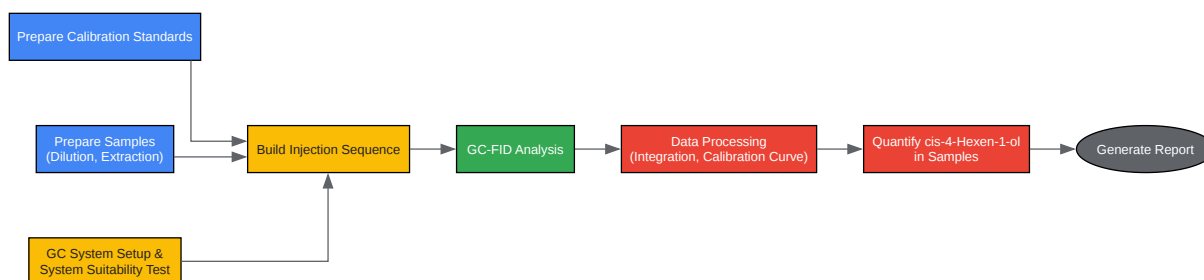 Prepare Calibration Standards
Prepare Samples
(Dilution, Extraction)
Build Injection Sequence
GC-FID Analysis
Data Processing
(Integration, Calibration Curve)
Quantify cis-4-Hexen-1-ol
in Samples
Generate Report
GC System Setup &
System Suitability Test